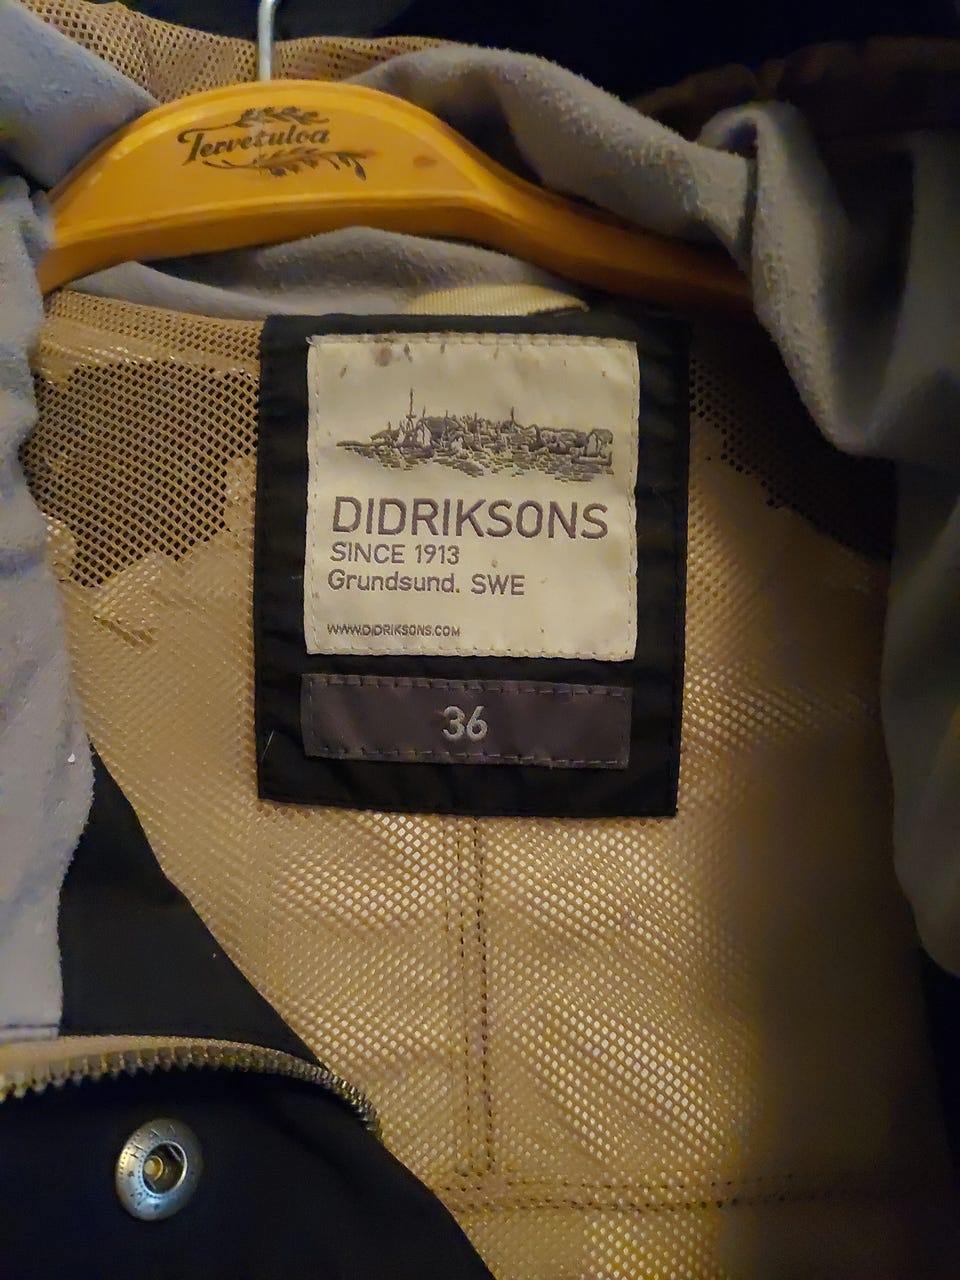 Tervetuloa
DIDRIKSONS
SINCE 1913
Grundsund. SWE
WWW.DIDRIKSONS.COM
36